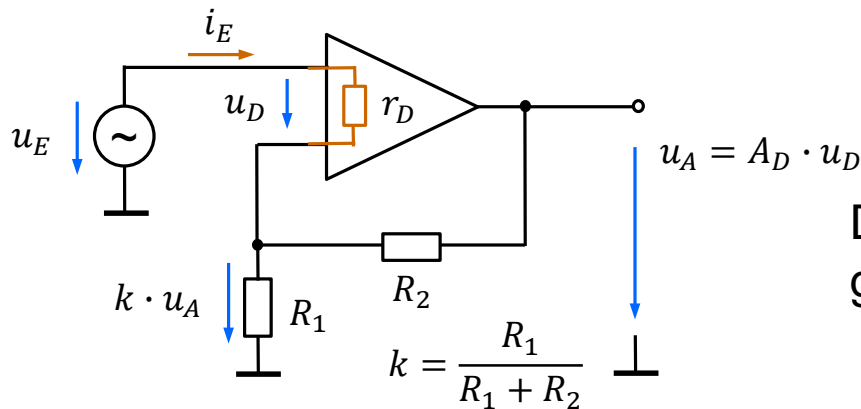 i_E
u_D
r_D
u_E
~
u_A = A_D · u_D
k · u_A
R_1
R_2
k = R_1 / (R_1 + R_2)